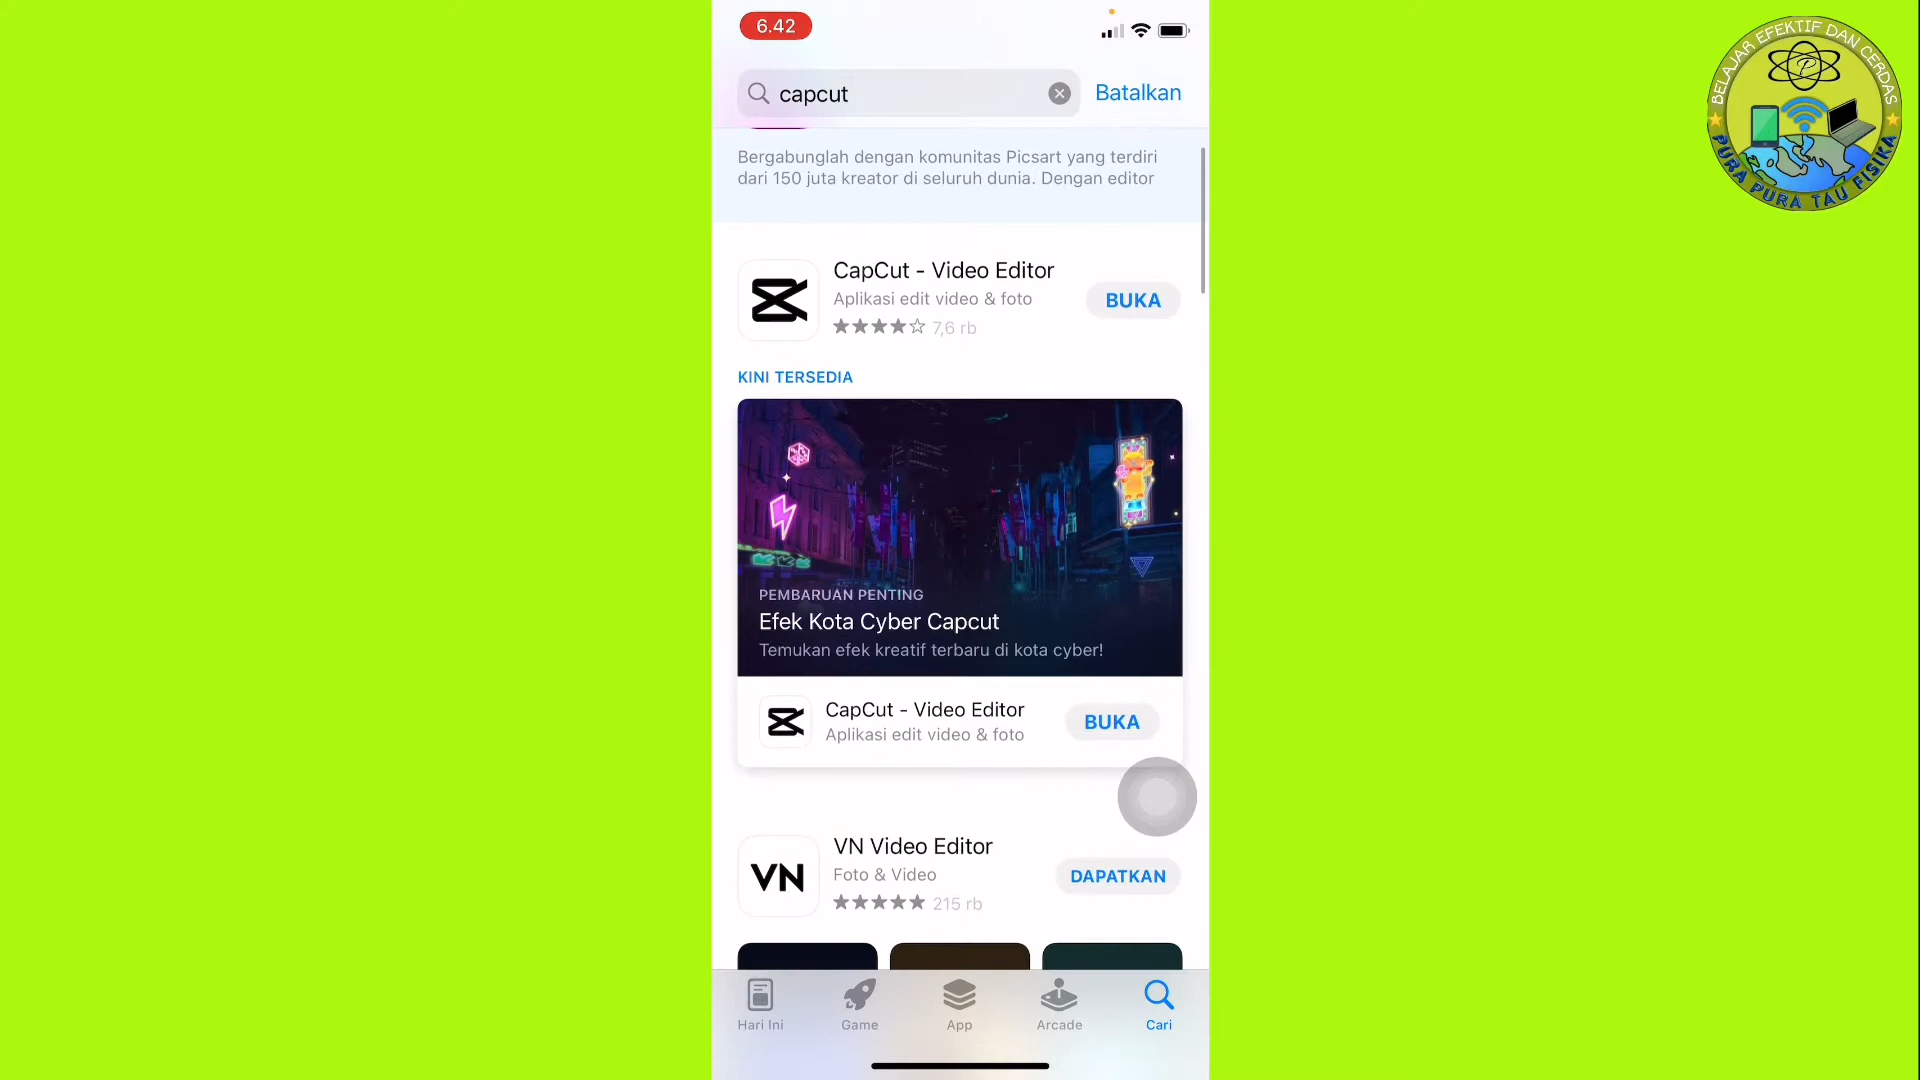 6.42
capcut
Batalkan
Bergabunglah dengan komunitas Picsart yang terdiri
dari 150 juta kreator di seluruh dunia. Dengan editor
CapCut - Video Editor
Aplikasi edit video & foto
7,6 rb
BUKA
KINI TERSEDIA
PEMBARUAN PENTING
Efek Kota Cyber Capcut
Temukan efek kreatif terbaru di kota cyber!
CapCut - Video Editor
Aplikasi edit video & foto
BUKA
VN
VN Video Editor
Foto & Video
215 rb
DAPATKAN
Hari Ini
Game
App
Arcade
Cari
BELAJAR EFEKTIF DAN CERDAS
P
PURA PURA TAU FISIKA